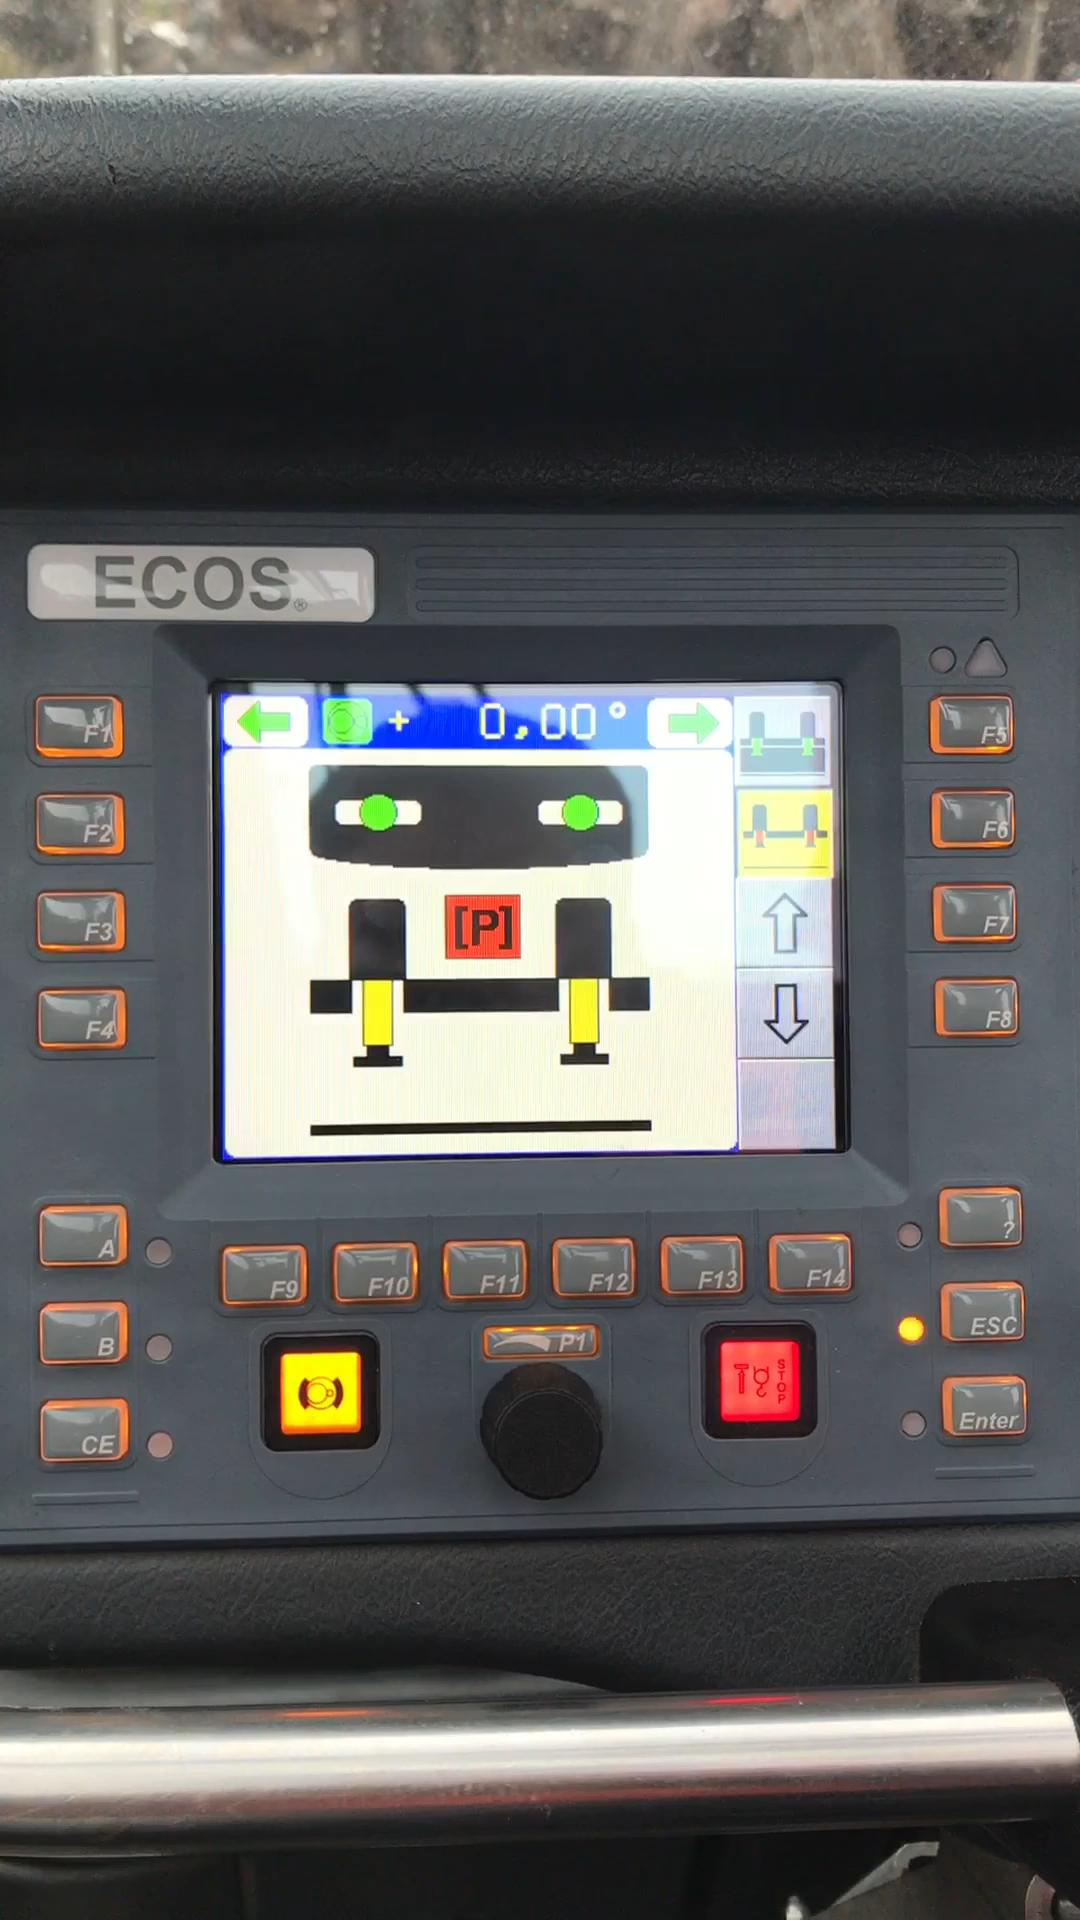 ECOS®
+ 0,00°
F1
F5
F2
F6
F3
[P]
F7
F4
F8
A
?
F9
F10
F11
F12
F13
F14
B
P1
ESC
STOP
CE
Enter